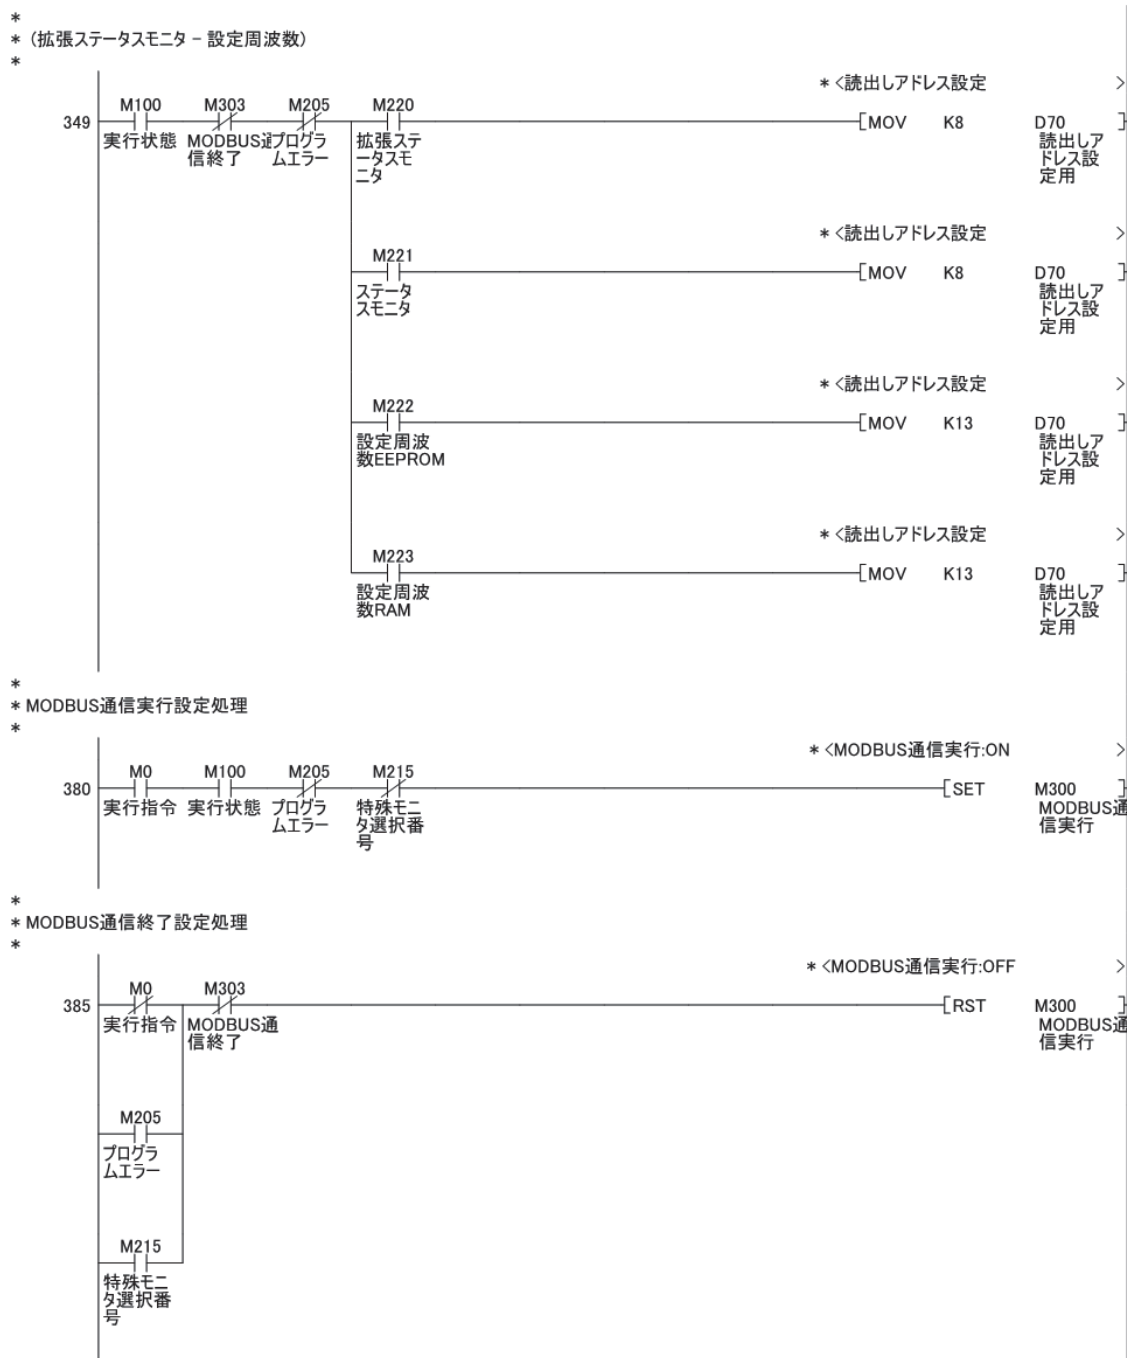 *
* (拡張ステータスモニタ - 設定周波数)
*
* <読出しアドレス設定 >
M100 M303 M205 M220
349 [MOV K8 D70 ]
実行状態 MODBUS通 プログラ 拡張ステ 読出しア
信終了 ムエラー ータスモ ドレス設
ニタ 定用
* <読出しアドレス設定 >
M221
[MOV K8 D70 ]
ステータ 読出しア
スモニタ ドレス設
定用
* <読出しアドレス設定 >
M222
[MOV K13 D70 ]
設定周波 読出しア
数EEPROM ドレス設
定用
* <読出しアドレス設定 >
M223
[MOV K13 D70 ]
設定周波 読出しア
数RAM ドレス設
定用
*
* MODBUS通信実行設定処理
*
* <MODBUS通信実行:ON >
M0 M100 M205 M215
380 [SET M300 ]
実行指令 実行状態 プログラ 特殊モニ MODBUS通
ムエラー タ選択番 信実行
号
*
* MODBUS通信終了設定処理
*
* <MODBUS通信実行:OFF >
M0 M303
385 [RST M300 ]
実行指令 MODBUS通 MODBUS通
信終了 信実行
M205
プログラ
ムエラー
M215
特殊モニ
タ選択番
号